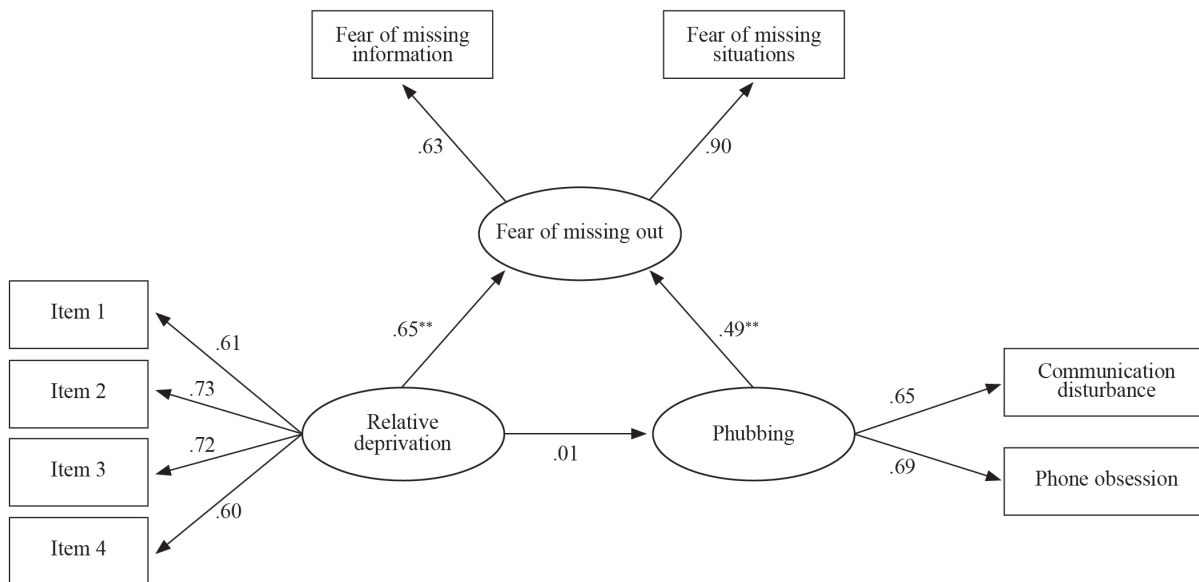 Fear of missing
information
Fear of missing
situations
.63
.90
Fear of missing out
Item 1
.61
.65**
.49**
Item 2
.73
Relative
deprivation
.01
Phubbing
.65
Communication
disturbance
Item 3
.72
.69
Phone obsession
Item 4
.60